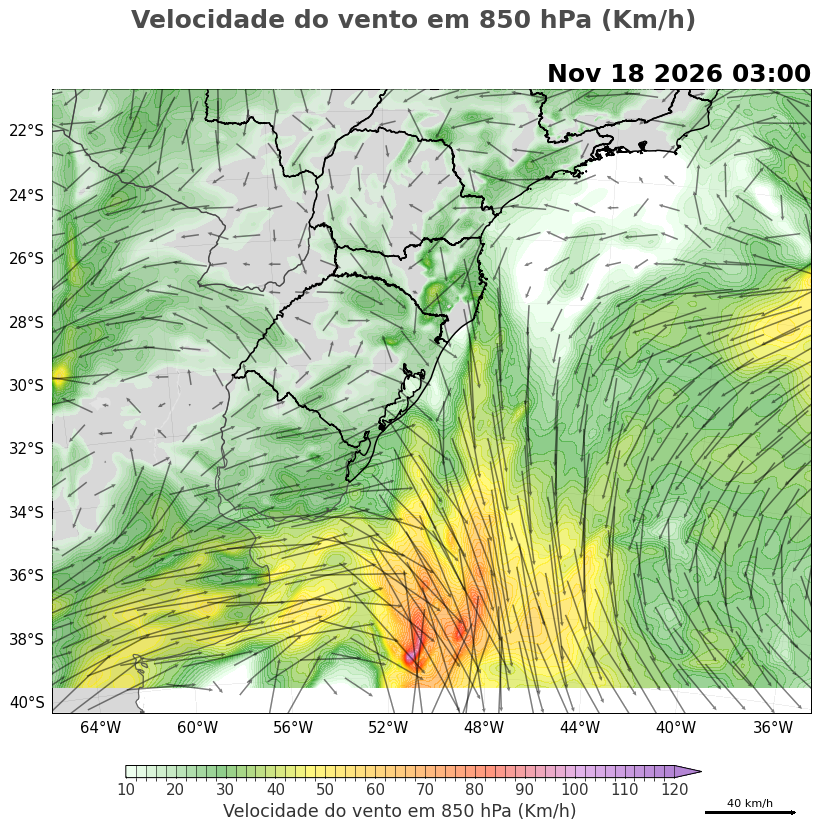 Velocidade do vento em 850 hPa (Km/h)
Nov 18 2026 03:00
22°S
24°S
26°S
28°S
30°S
32°S
34°S
36°S
38°S
40°S
64°W 60°W 56°W 52°W 48°W 44°W 40°W 36°W
10 20 30 40 50 60 70 80 90 100 110 120
Velocidade do vento em 850 hPa (Km/h)
40 km/h